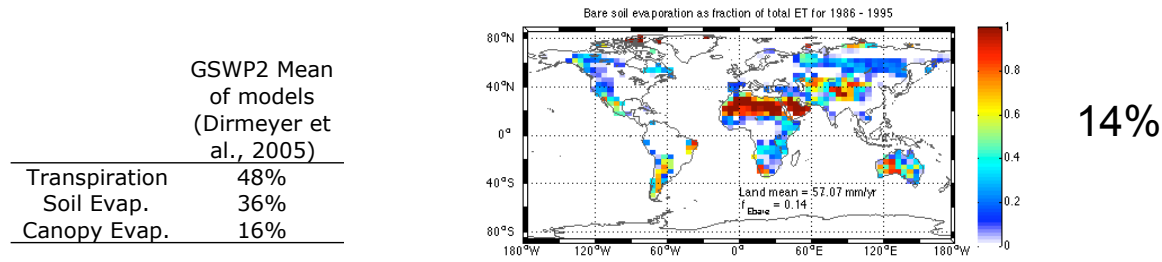 GSWP2 Mean
of models
(Dirmeyer et
al., 2005)
Transpiration 48%
Soil Evap. 36%
Canopy Evap. 16%
Bare soil evaporation as fraction of total ET for 1986 - 1995
80°N
40°N
0°
40°S
80°S
180°W 120°W 60°W 0° 60°E 120°E 180°W
Land mean = 57.07 mm/yr
f Ebare = 0.14
1
0.8
0.6
0.4
0.2
0
14%